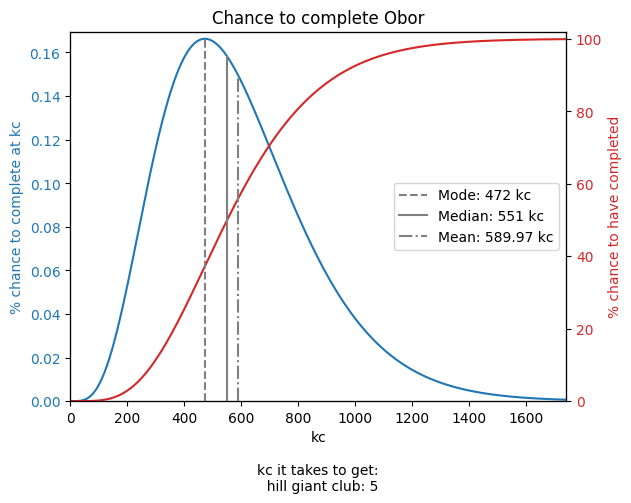 Chance to complete Obor
% chance to complete at kc
0.16
0.14
0.12
0.10
0.08
0.06
0.04
0.02
0.00
Mode: 472 kc
Median: 551 kc
Mean: 589.97 kc
100
80
60
40
20
0
% chance to have completed
0 200 400 600 800 1000 1200 1400 1600
kc
kc it takes to get:
hill giant club: 5